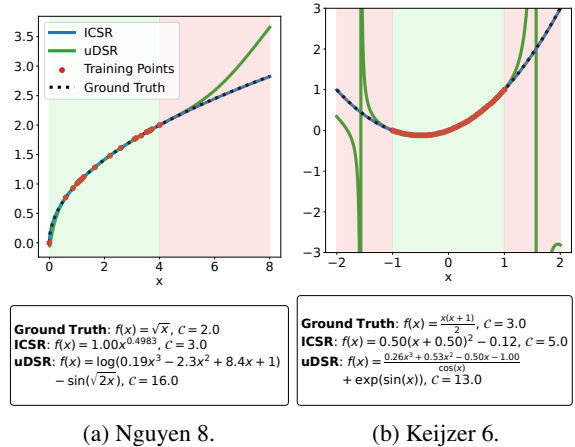 ICSR
uDSR
Training Points
Ground Truth
3.5
3.0
2.5
2.0
1.5
1.0
0.5
0.0
0 2 4 6 8
x
3
2
1
0
−1
−2
−3
−2 −1 0 1 2
x
Ground Truth: f(x) = √x, C = 2.0
ICSR: f(x) = 1.00x^0.4983, C = 3.0
uDSR: f(x) = log(0.19x³ − 2.3x² + 8.4x + 1)
− sin(√2x), C = 16.0
Ground Truth: f(x) = x(x+1)/2, C = 3.0
ICSR: f(x) = 0.50(x + 0.50)² − 0.12, C = 5.0
uDSR: f(x) = 0.26x³ + 0.53x² − 0.50x − 1.00/cos(x)
+ exp(sin(x)), C = 13.0
(a) Nguyen 8.
(b) Keijzer 6.